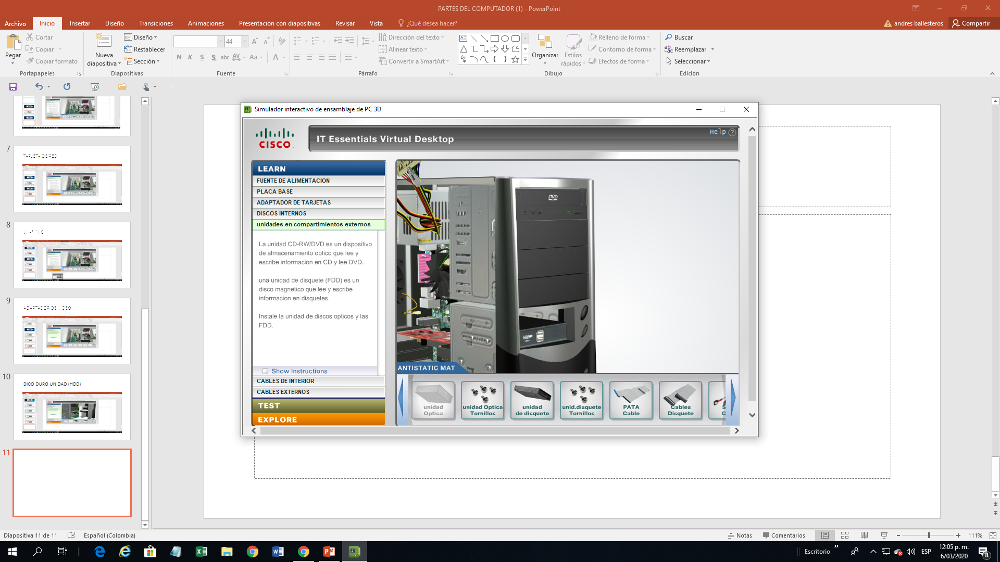 PARTES DEL COMPUTADOR (1) - PowerPoint
Archivo
Inicio
Insertar
Diseño
Transiciones
Animaciones
Presentación con diapositivas
Revisar
Vista
¿Qué desea hacer?
andres ballesteros
Compartir
Pegar
Cortar
Copiar
Copiar formato
Portapapeles
Nueva
diapositiva
Diseño
Restablecer
Sección
Diapositivas
44
N K S S abc AV Aa A
Fuente
Dirección del texto
Alinear texto
Convertir a SmartArt
Párrafo
Organizar
Estilos
rápidos
Relleno de forma
Contorno de forma
Efectos de forma
Dibujo
Buscar
Reemplazar
Seleccionar
Edición
7
TARJETA DE RED
8
9
ADAPTADOR DE VIDEO
10
DICO DURO UNIDAD (HDD)
11
Simulador interactivo de ensamblaje de PC 3D
CISCO
IT Essentials Virtual Desktop
Help ?
LEARN
FUENTE DE ALIMENTACION
PLACA BASE
ADAPTADOR DE TARJETAS
DISCOS INTERNOS
unidades en compartimientos externos
La unidad CD-RW/DVD es un dispositivo
de almacenamiento optico que lee y
escribe informacion en CD y lee DVD.
una unidad de disquete (FDD) es un
disco magnetico que lee y escribe
informacion en disquetes.
Instale la unidad de discos opticos y las
FDD.
Show Instructions
CABLES DE INTERIOR
CABLES EXTERNOS
TEST
EXPLORE
DVD
ANTISTATIC MAT
unidad
Optica
unidad Optica
Tornillos
unidad
de disquete
unid.disquete
Tornillos
PATA
Cable
Cables
Disquete
S
C
Diapositiva 11 de 11
Español (Colombia)
Notas
Comentarios
111%
Escritorio
ESP
12:05 p. m.
6/03/2020
8